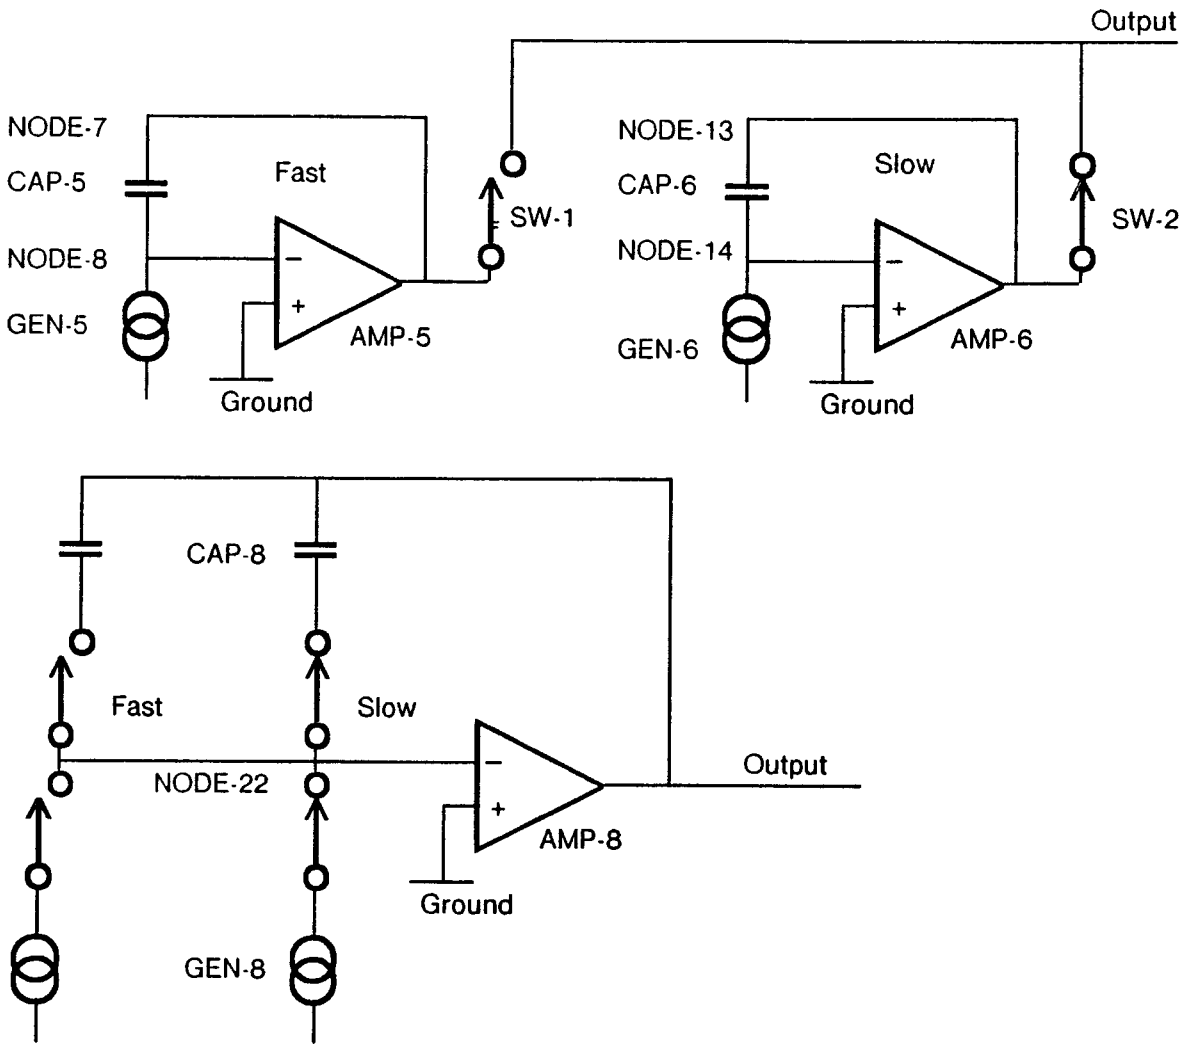 Output
NODE-7
CAP-5
Fast
SW-1
NODE-8
−
+
GEN-5
AMP-5
Ground
NODE-13
CAP-6
Slow
SW-2
NODE-14
−
+
GEN-6
AMP-6
Ground
CAP-8
Fast
Slow
NODE-22
−
+
Output
AMP-8
Ground
GEN-8